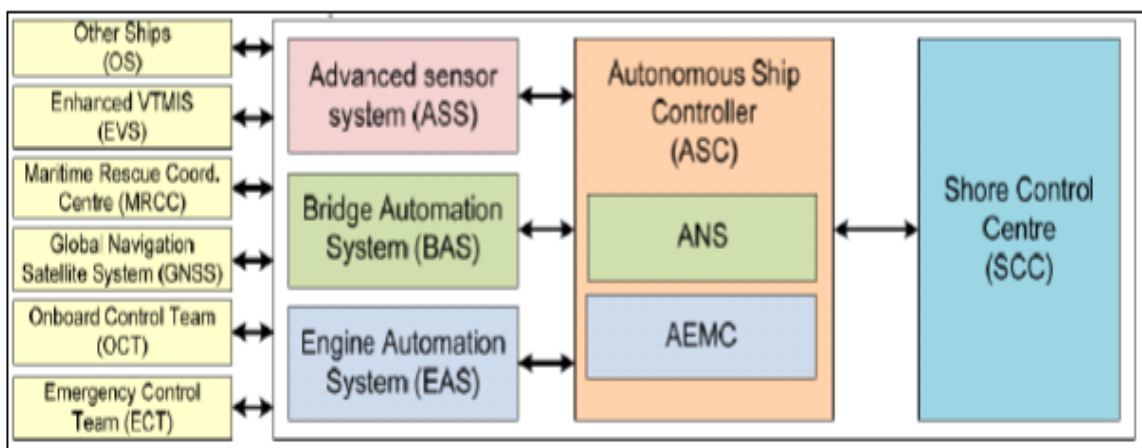 Other Ships
(OS)
Enhanced VTMIS
(EVS)
Maritime Rescue Coord.
Centre (MRCC)
Global Navigation
Satellite System (GNSS)
Onboard Control Team
(OCT)
Emergency Control
Team (ECT)
Advanced sensor
system (ASS)
Bridge Automation
System (BAS)
Engine Automation
System (EAS)
Autonomous Ship
Controller
(ASC)
ANS
AEMC
Shore Control
Centre
(SCC)